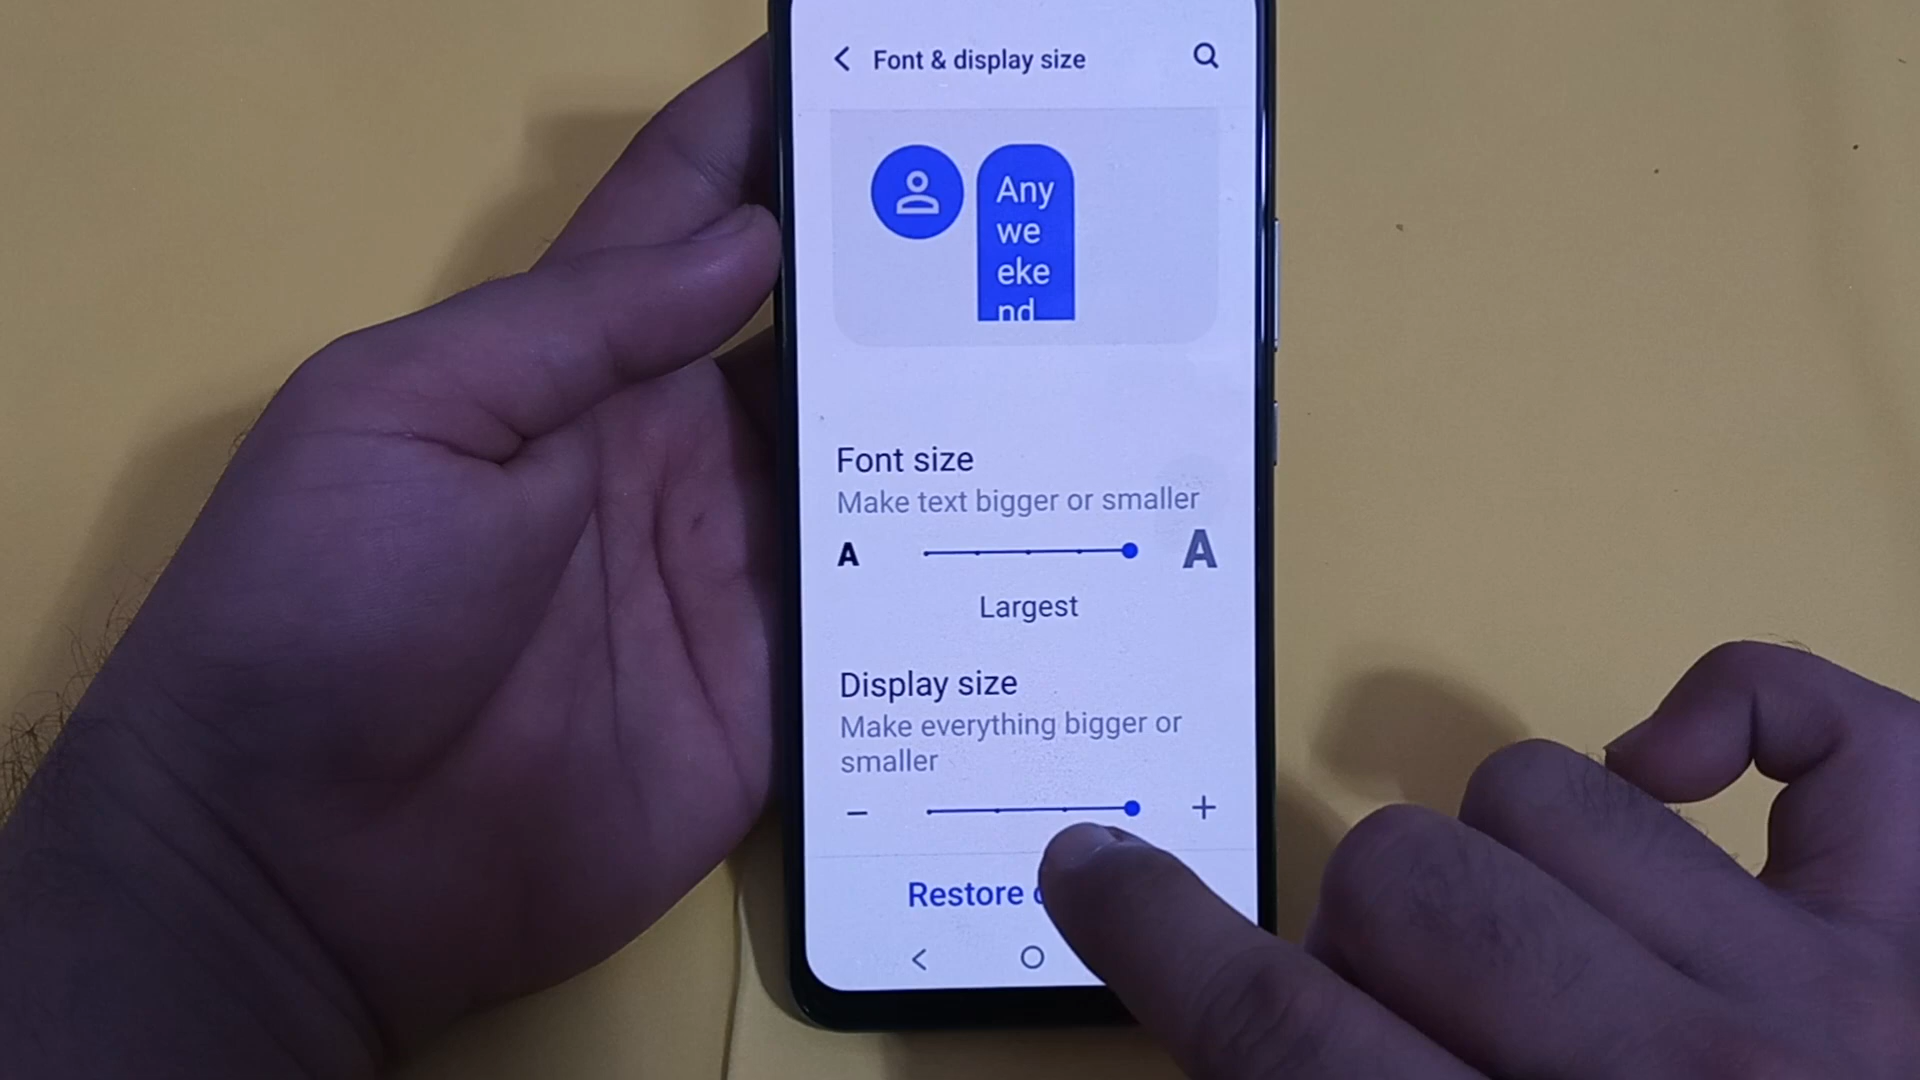 Font & display size
Any
we
eke
nd
Font size
Make text bigger or smaller
A A
Largest
Display size
Make everything bigger or
smaller
Restore